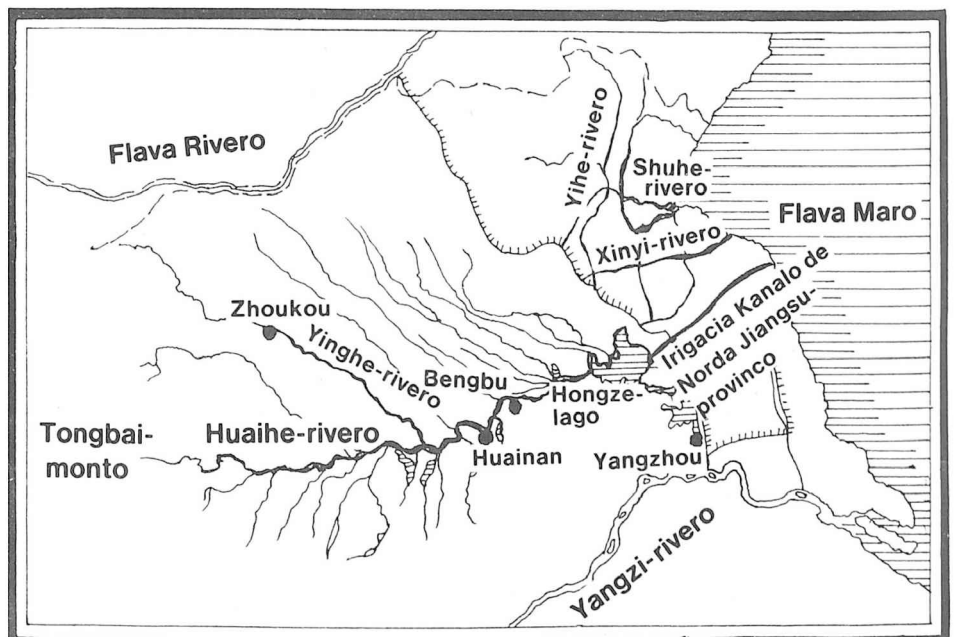 Flava Rivero
Yihe-rivero
Shuhe-
rivero
Flava Maro
Xinyi-rivero
Irigacia Kanalo de
Norda Jiangsu-
provinco
Zhoukou
Yinghe-rivero
Bengbu
Hongze-
lago
Tongbai-
monto
Huaihe-rivero
Huainan
Yangzhou
Yangzi-rivero